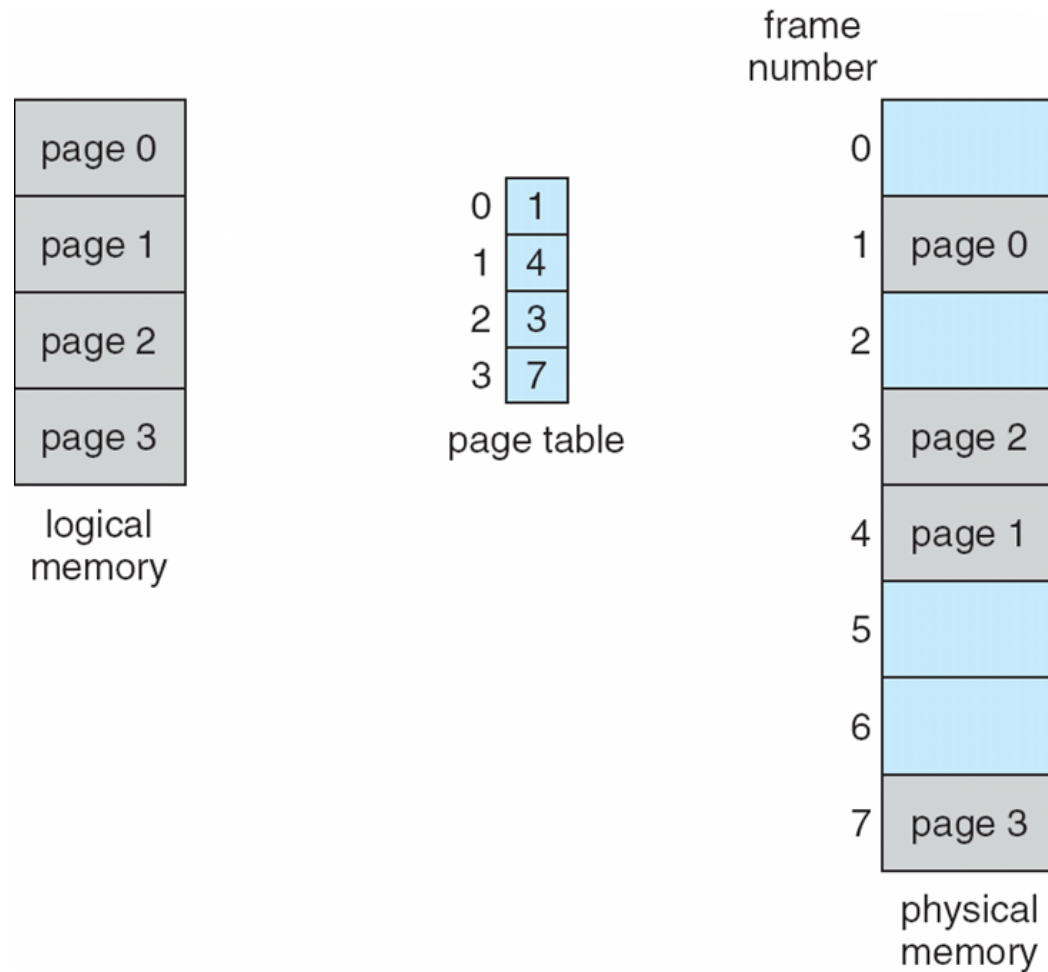 page 0
page 1
page 2
page 3
logical
memory
0 1
1 4
2 3
3 7
page table
frame
number
0
1 page 0
2
3 page 2
4 page 1
5
6
7 page 3
physical
memory